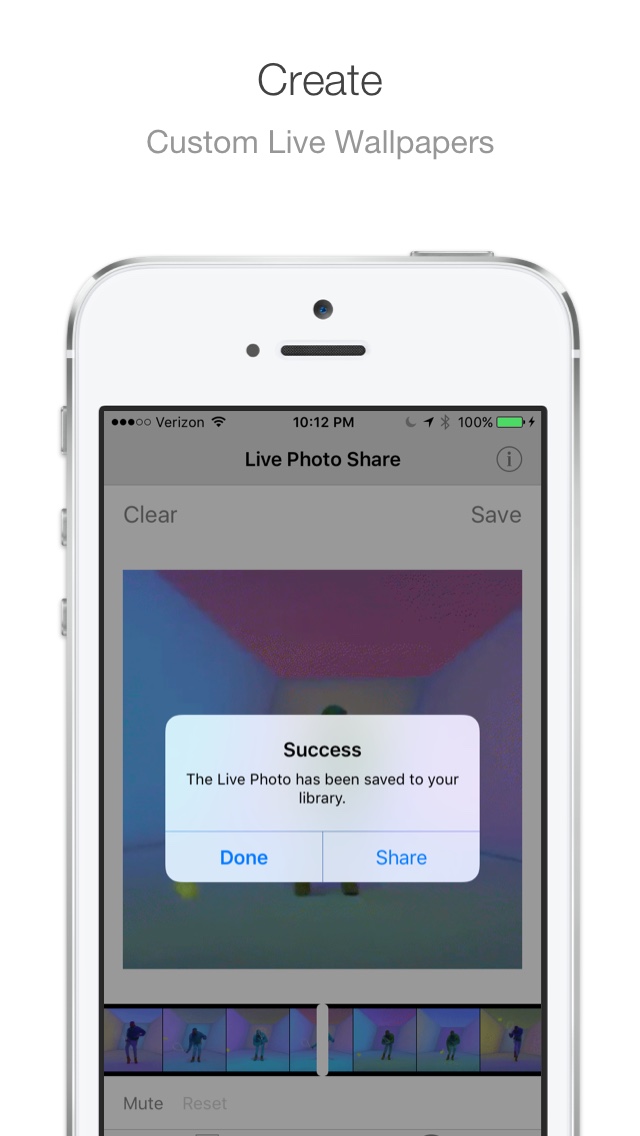 Create
Custom Live Wallpapers
Verizon 10:12 PM 100%
Live Photo Share
Clear Save
Success
The Live Photo has been saved to your
library.
Done Share
Mute Reset